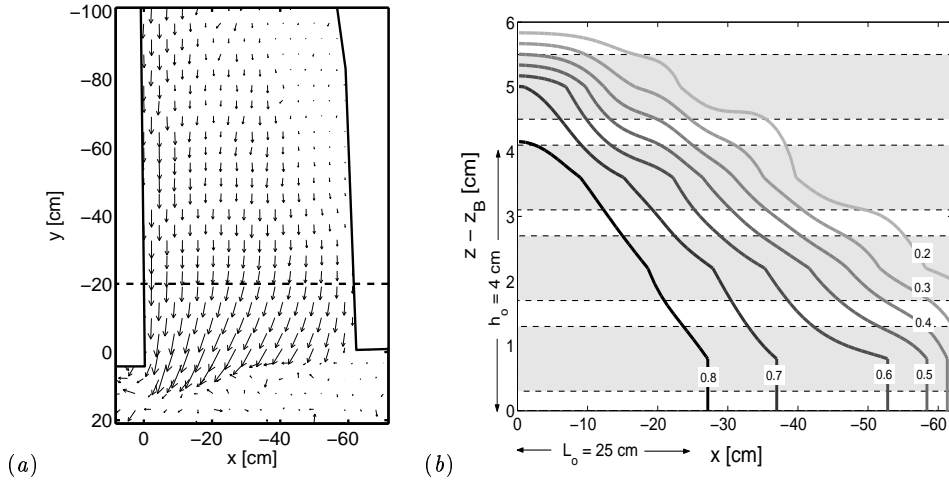 −100
−80
−60
−40
−20
0
20
y [cm]
0 −20 −40 −60
x [cm]
(a)
6
5
4
3
2
1
0
z − z_B [cm]
h_o = 4 cm
0.2
0.3
0.4
0.8 0.7 0.6 0.5
0 −10 −20 −30 −40 −50 −60
L_o = 25 cm
x [cm]
(b)